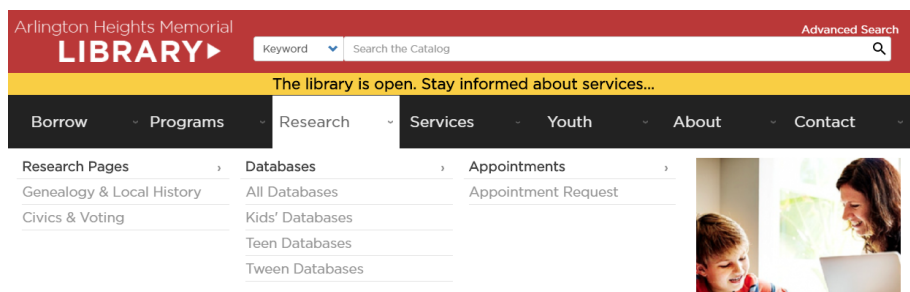 Arlington Heights Memorial
LIBRARY
Advanced Search
Keyword
Search the Catalog
The library is open. Stay informed about services...
Borrow
Programs
Research
Services
Youth
About
Contact
Research Pages
Genealogy & Local History
Civics & Voting
Databases
All Databases
Kids' Databases
Teen Databases
Tween Databases
Appointments
Appointment Request